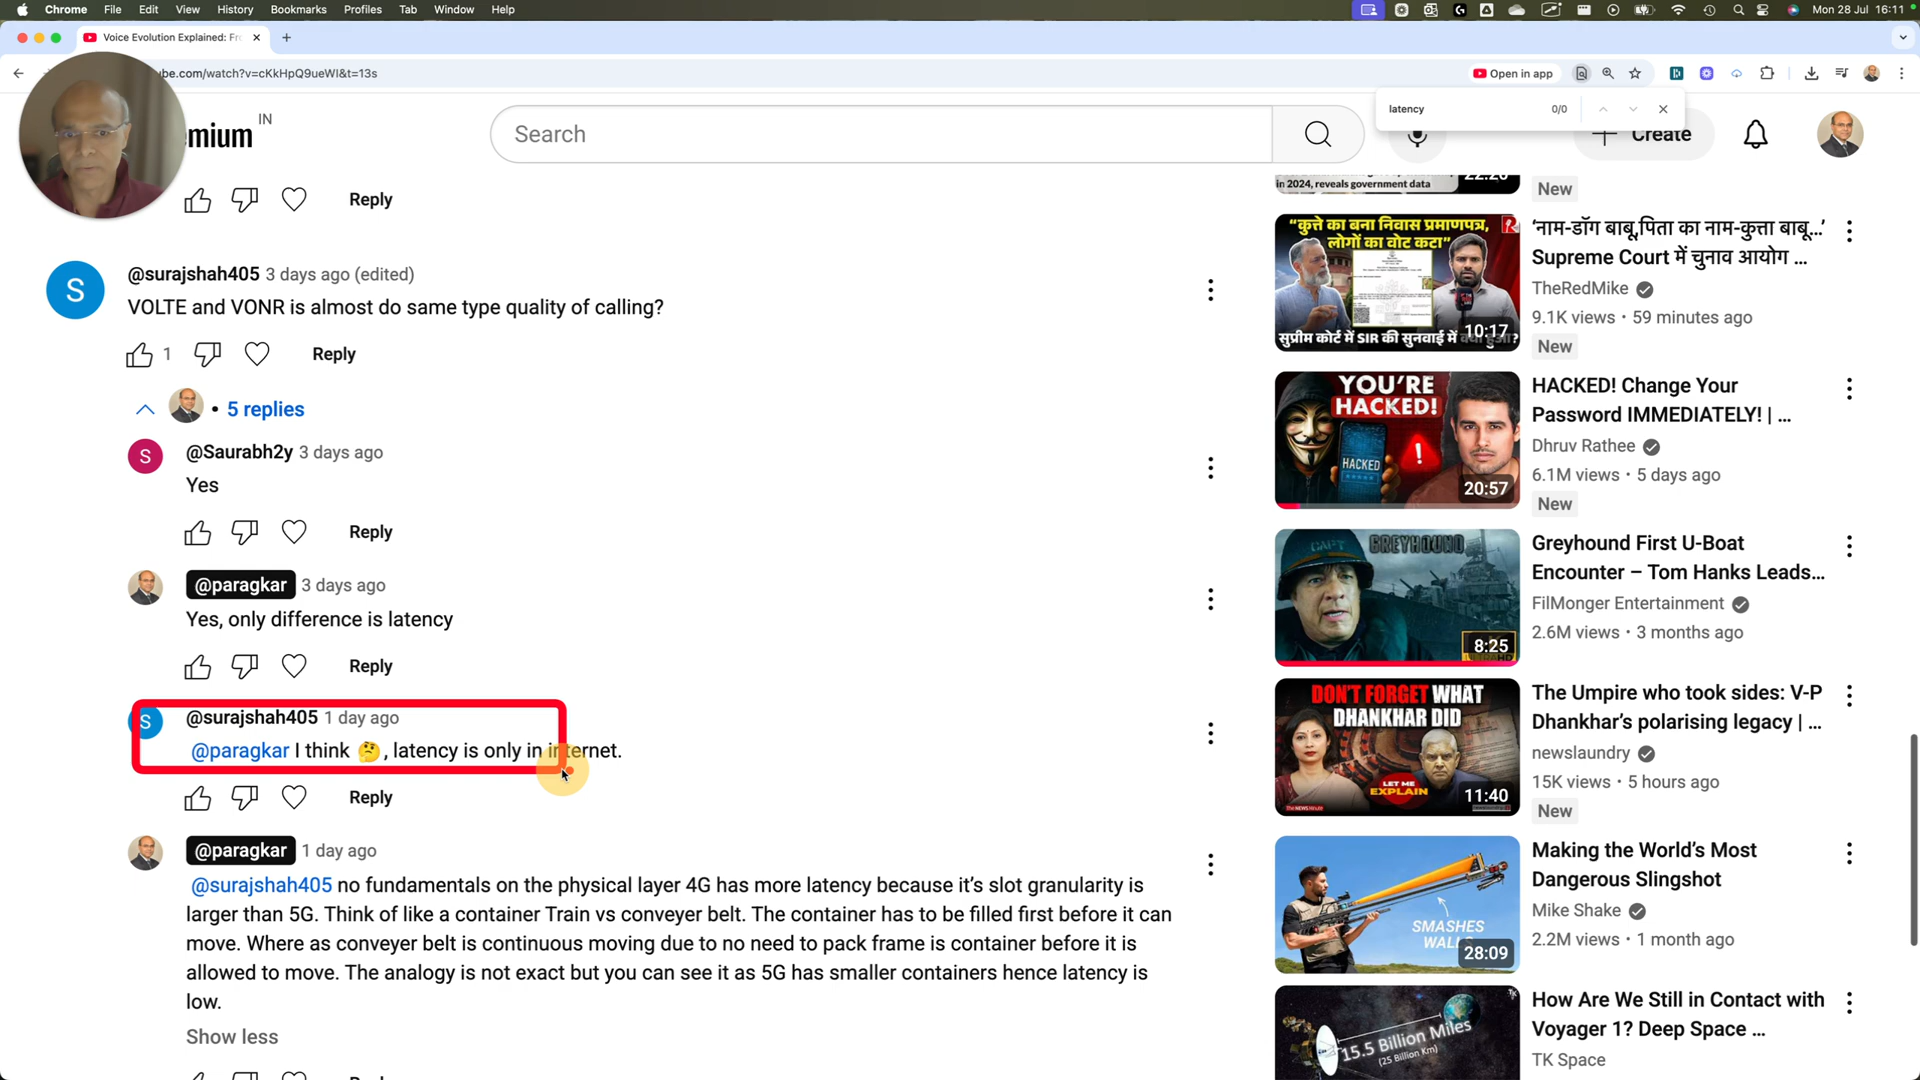 Chrome File Edit View History Bookmarks Profiles Tab Window Help
Mon 28 Jul 16:11
Voice Evolution Explained: Fr
be.com/watch?v=cKkHpQ9ueWI&t=13s
Open in app
latency 0/0
mium IN
Search
Create
Reply
@surajshah405 3 days ago (edited)
VOLTE and VONR is almost do same type quality of calling?
1 Reply
• 5 replies
S
@Saurabh2y 3 days ago
Yes
Reply
@paragkar 3 days ago
Yes, only difference is latency
Reply
S
@surajshah405 1 day ago
@paragkar I think 🤔, latency is only in internet.
Reply
@paragkar 1 day ago
@surajshah405 no fundamentals on the physical layer 4G has more latency because it’s slot granularity is
larger than 5G. Think of like a container Train vs conveyer belt. The container has to be filled first before it can
move. Where as conveyer belt is continuous moving due to no need to pack frame is container before it is
allowed to move. The analogy is not exact but you can see it as 5G has smaller containers hence latency is
low.
Show less
in 2024, reveals government data
New
“कुत्ते का बना निवास प्रमाणपत्र,
लोगों का वोट कटा”
सुप्रीम कोर्ट में SIR की सुनवाई में
10:17
‘नाम-डॉग बाबू,पिता का नाम-कुत्ता बाबू...’
Supreme Court में चुनाव आयोग ...
TheRedMike
9.1K views • 59 minutes ago
New
YOU'RE
HACKED!
HACKED
20:57
HACKED! Change Your
Password IMMEDIATELY! | ...
Dhruv Rathee
6.1M views • 5 days ago
New
CAPT
GREYHOUND
8:25
Greyhound First U-Boat
Encounter – Tom Hanks Leads...
FilMonger Entertainment
2.6M views • 3 months ago
DON'T FORGET WHAT
DHANKHAR DID
LET ME
EXPLAIN
11:40
The Umpire who took sides: V-P
Dhankhar’s polarising legacy | ...
newslaundry
15K views • 5 hours ago
New
SMASHES
WALL
28:09
Making the World’s Most
Dangerous Slingshot
Mike Shake
2.2M views • 1 month ago
15.5 Billion Miles
(25 Billion Km)
How Are We Still in Contact with
Voyager 1? Deep Space ...
TK Space